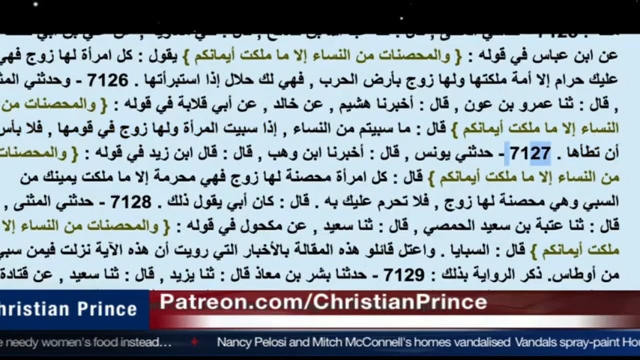 عن ابن عباس في قوله : { والمحصنات من النساء إلا ما ملكت أيمانكم } يقول : كل امرأة لها زوج فهي
عليك حرام إلا أمة ملكتها ولها زوج بأرض الحرب ، فهي لك حلال إذا استبرأتها . 7126 - وحدثني المث
، قال : ثنا عمرو بن عون ، قال : أخبرنا هشيم ، عن خالد ، عن أبي قلابة في قوله : { والمحصنات من
النساء إلا ما ملكت أيمانكم } قال : ما سبيتم من النساء ، إذا سبيت المرأة ولها زوج في قومها ، فلا بأس
أن تطأها . 7127 - حدثني يونس ، قال : أخبرنا ابن وهب ، قال : قال ابن زيد في قوله : { والمحصنات
من النساء إلا ما ملكت أيمانكم } قال : كل امرأة محصنة لها زوج فهي محرمة إلا ما ملكت يمينك من
السبي وهي محصنة لها زوج ، فلا تحرم عليك به . قال : كان أبي يقول ذلك . 7128 - حدثني المثنى ،
قال : ثنا عتبة بن سعيد الحمصي ، قال : ثنا سعيد ، عن مكحول في قوله : { والمحصنات من النساء إلا
ملكت أيمانكم } قال : السبايا . واعتل قائلو هذه المقالة بالأخبار التي رويت أن هذه الآية نزلت فيمن سبي
من أوطاس. ذكر الرواية بذلك : 7129 - حدثنا بشر بن معاذ قال : ثنا يزيد ، قال : ثنا سعيد ، عن قتادة
Christian Prince
Patreon.com/ChristianPrince
e needy women's food instead... + Nancy Pelosi and Mitch McConnell's homes vandalised Vandals spray-paint Ho